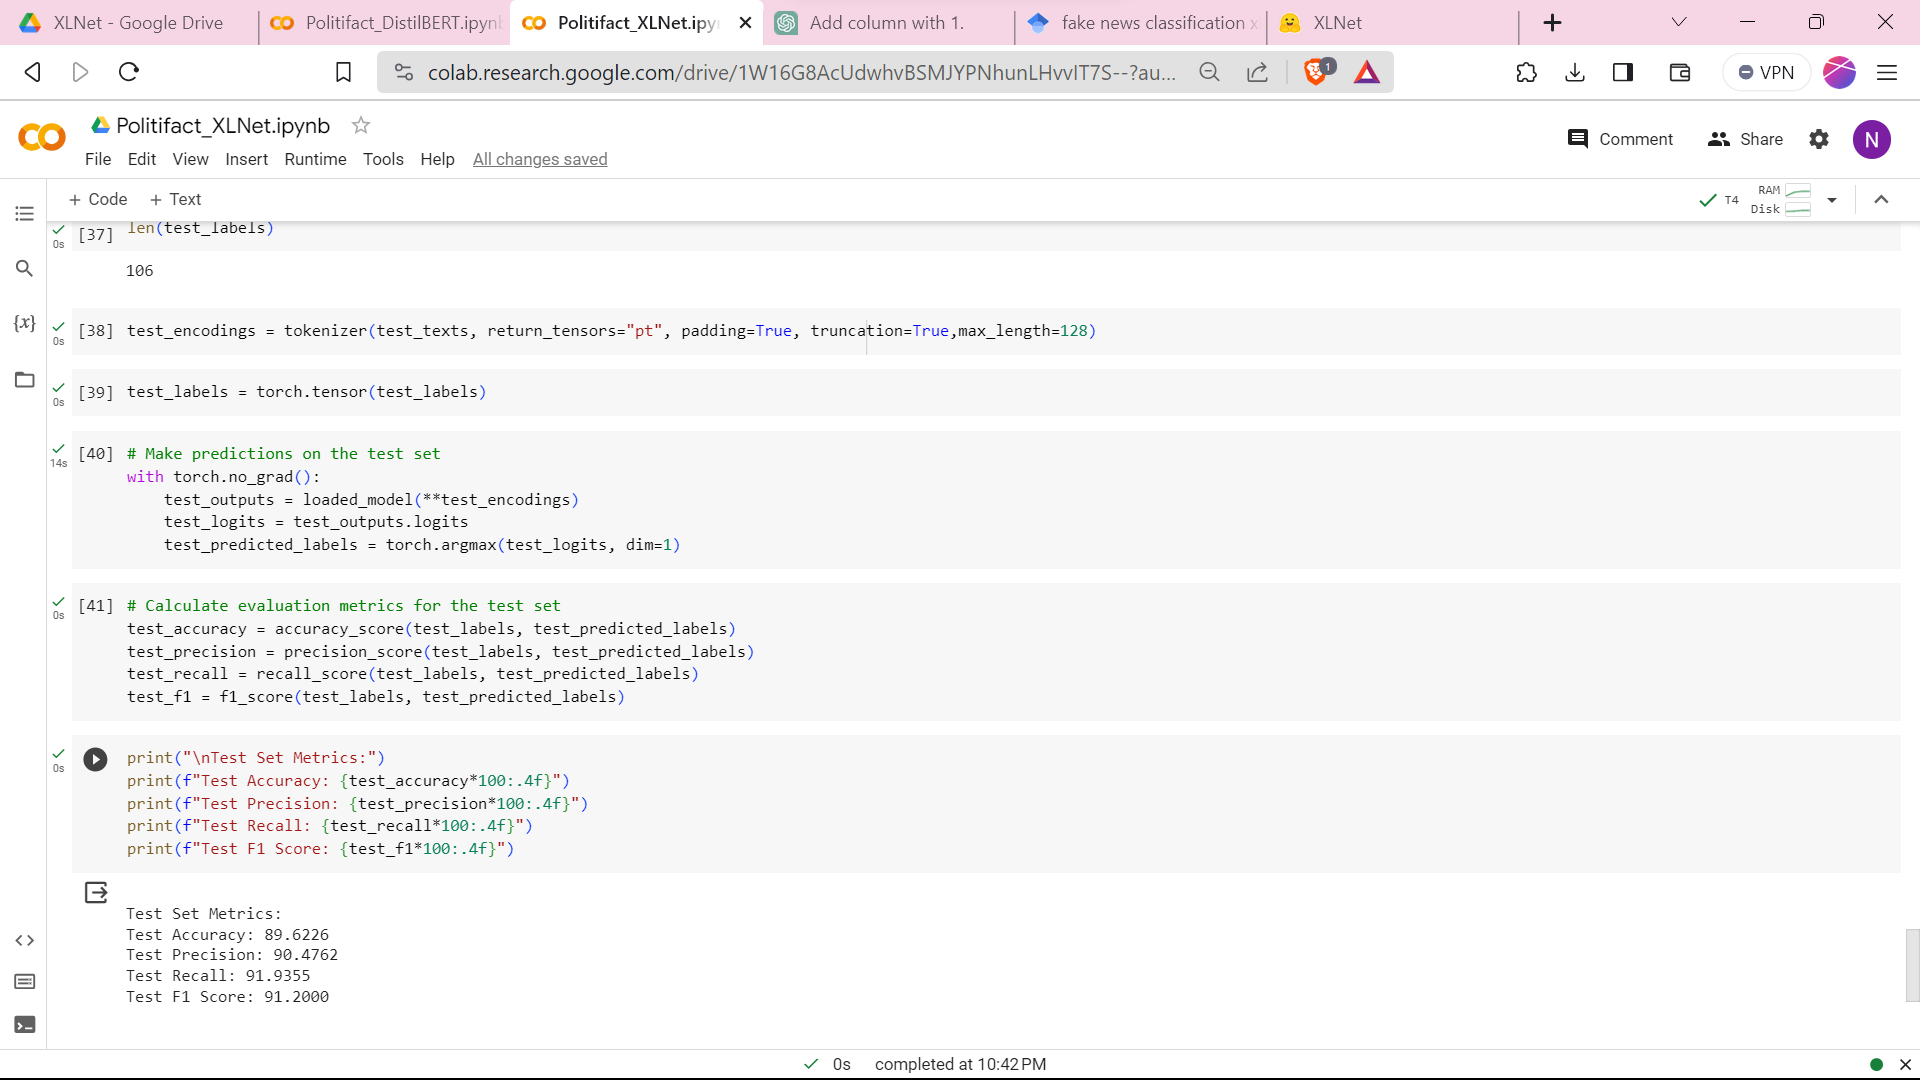 XLNet - Google Drive
Politifact_DistilBERT.ipynb
Politifact_XLNet.ipy
Add column with 1.
fake news classification x
XLNet
colab.research.google.com/drive/1W16G8AcUdwhvBSMJYPNhunLHvvIT7S--?au...
1
VPN
Politifact_XLNet.ipynb
Comment
Share
N
File Edit View Insert Runtime Tools Help All changes saved
+ Code + Text
T4
RAM
Disk
0s
[37] len(test_labels)
106
0s
[38] test_encodings = tokenizer(test_texts, return_tensors="pt", padding=True, truncation=True,max_length=128)
0s
[39] test_labels = torch.tensor(test_labels)
14s
[40] # Make predictions on the test set
with torch.no_grad():
test_outputs = loaded_model(**test_encodings)
test_logits = test_outputs.logits
test_predicted_labels = torch.argmax(test_logits, dim=1)
0s
[41] # Calculate evaluation metrics for the test set
test_accuracy = accuracy_score(test_labels, test_predicted_labels)
test_precision = precision_score(test_labels, test_predicted_labels)
test_recall = recall_score(test_labels, test_predicted_labels)
test_f1 = f1_score(test_labels, test_predicted_labels)
0s
print("\nTest Set Metrics:")
print(f"Test Accuracy: {test_accuracy*100:.4f}")
print(f"Test Precision: {test_precision*100:.4f}")
print(f"Test Recall: {test_recall*100:.4f}")
print(f"Test F1 Score: {test_f1*100:.4f}")
Test Set Metrics:
Test Accuracy: 89.6226
Test Precision: 90.4762
Test Recall: 91.9355
Test F1 Score: 91.2000
0s completed at 10:42 PM